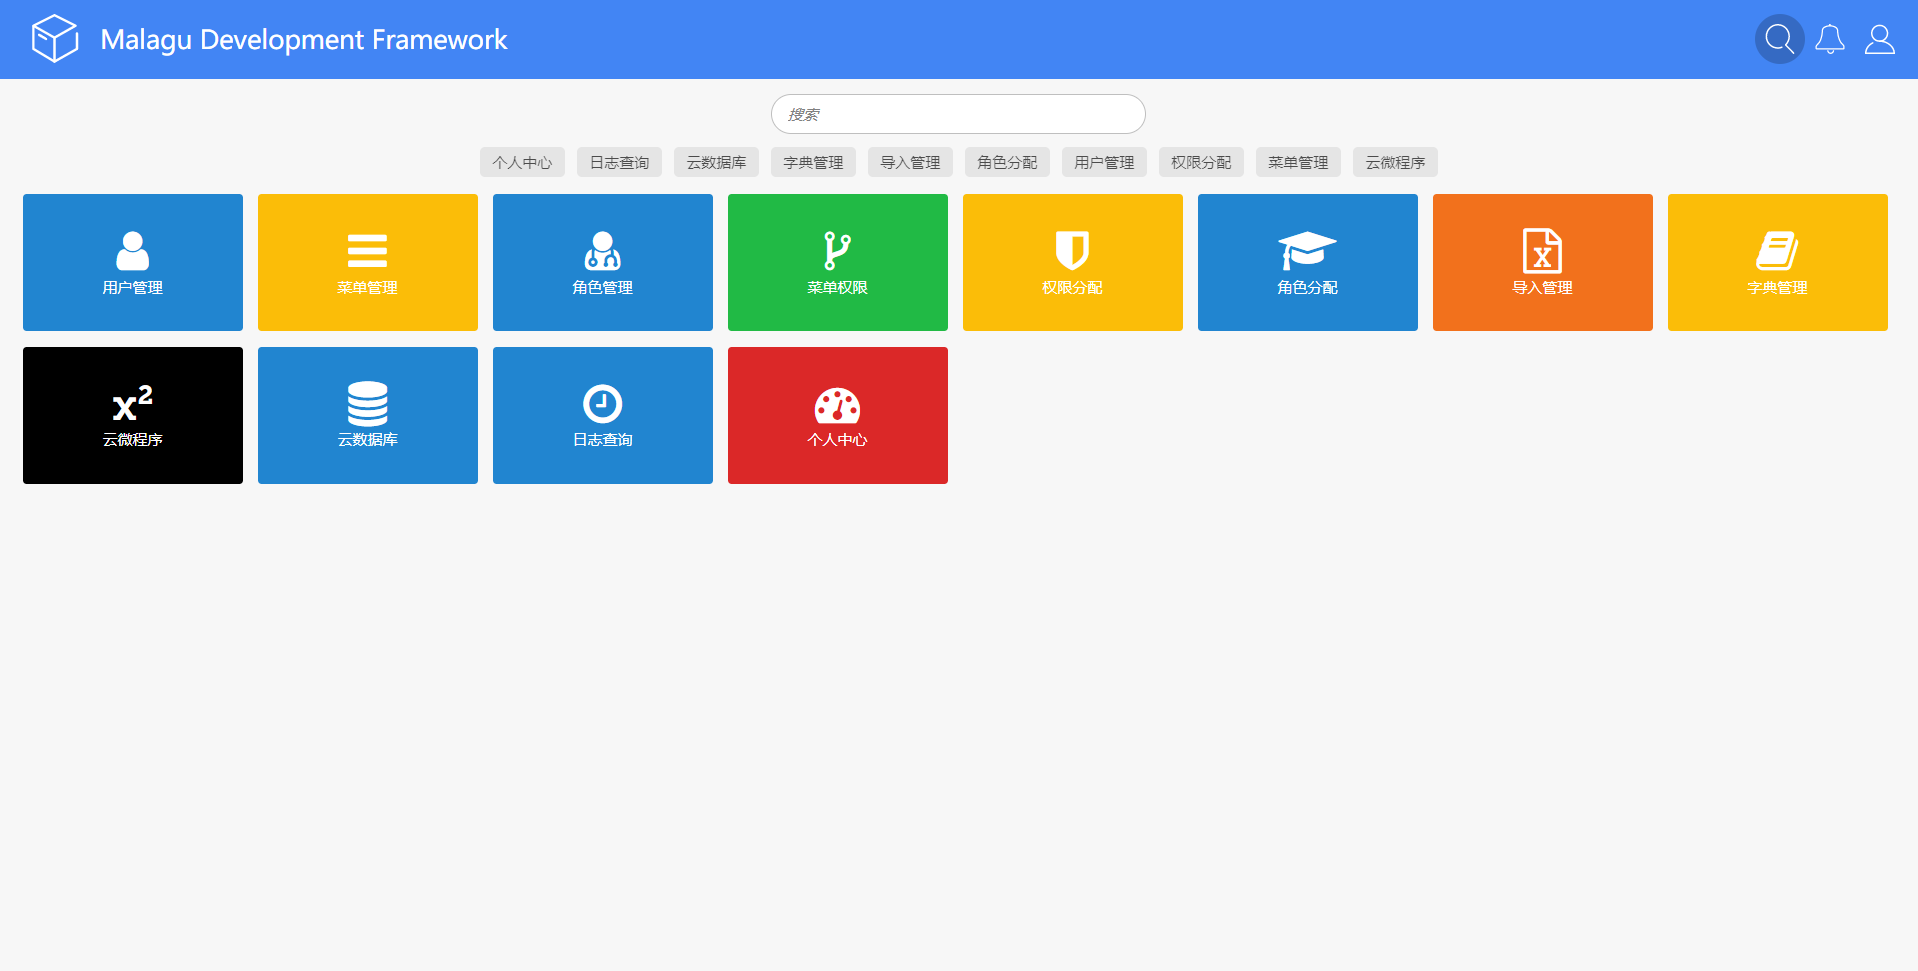 Malagu Development Framework
搜索
个人中心 日志查询 云数据库 字典管理 导入管理 角色分配 用户管理 权限分配 菜单管理 云微程序
用户管理 菜单管理 角色管理 菜单权限 权限分配 角色分配 导入管理 字典管理
x²
云微程序 云数据库 日志查询 个人中心